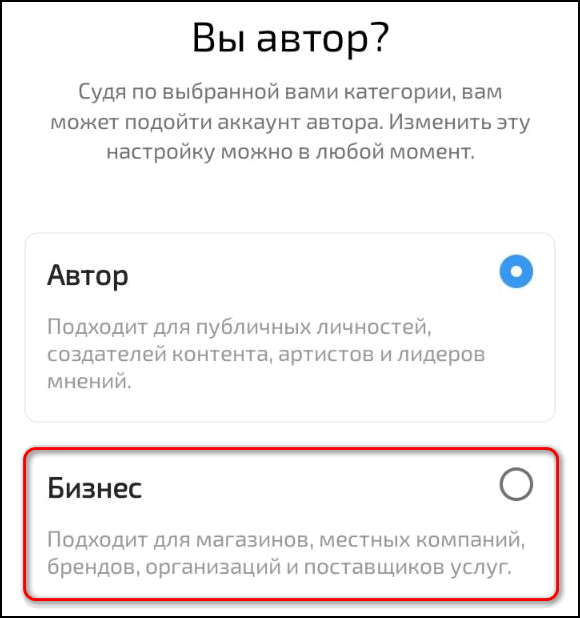 Вы автор?
Судя по выбранной вами категории, вам
может подойти аккаунт автора. Изменить эту
настройку можно в любой момент.
Автор
Подходит для публичных личностей,
создателей контента, артистов и лидеров
мнений.
Бизнес
Подходит для магазинов, местных компаний,
брендов, организаций и поставщиков услуг.